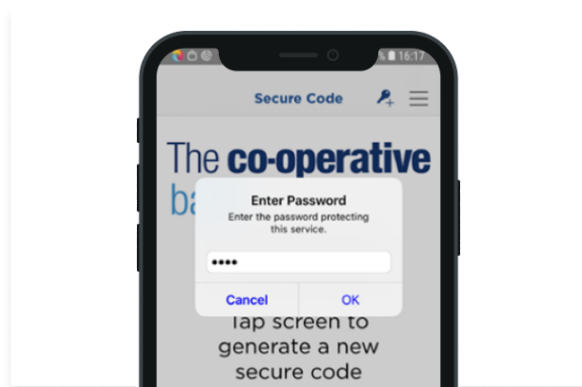 % 16:17
Secure Code
The co-operative
ba
Enter Password
Enter the password protecting
this service.
••••
Cancel OK
Tap screen to
generate a new
secure code